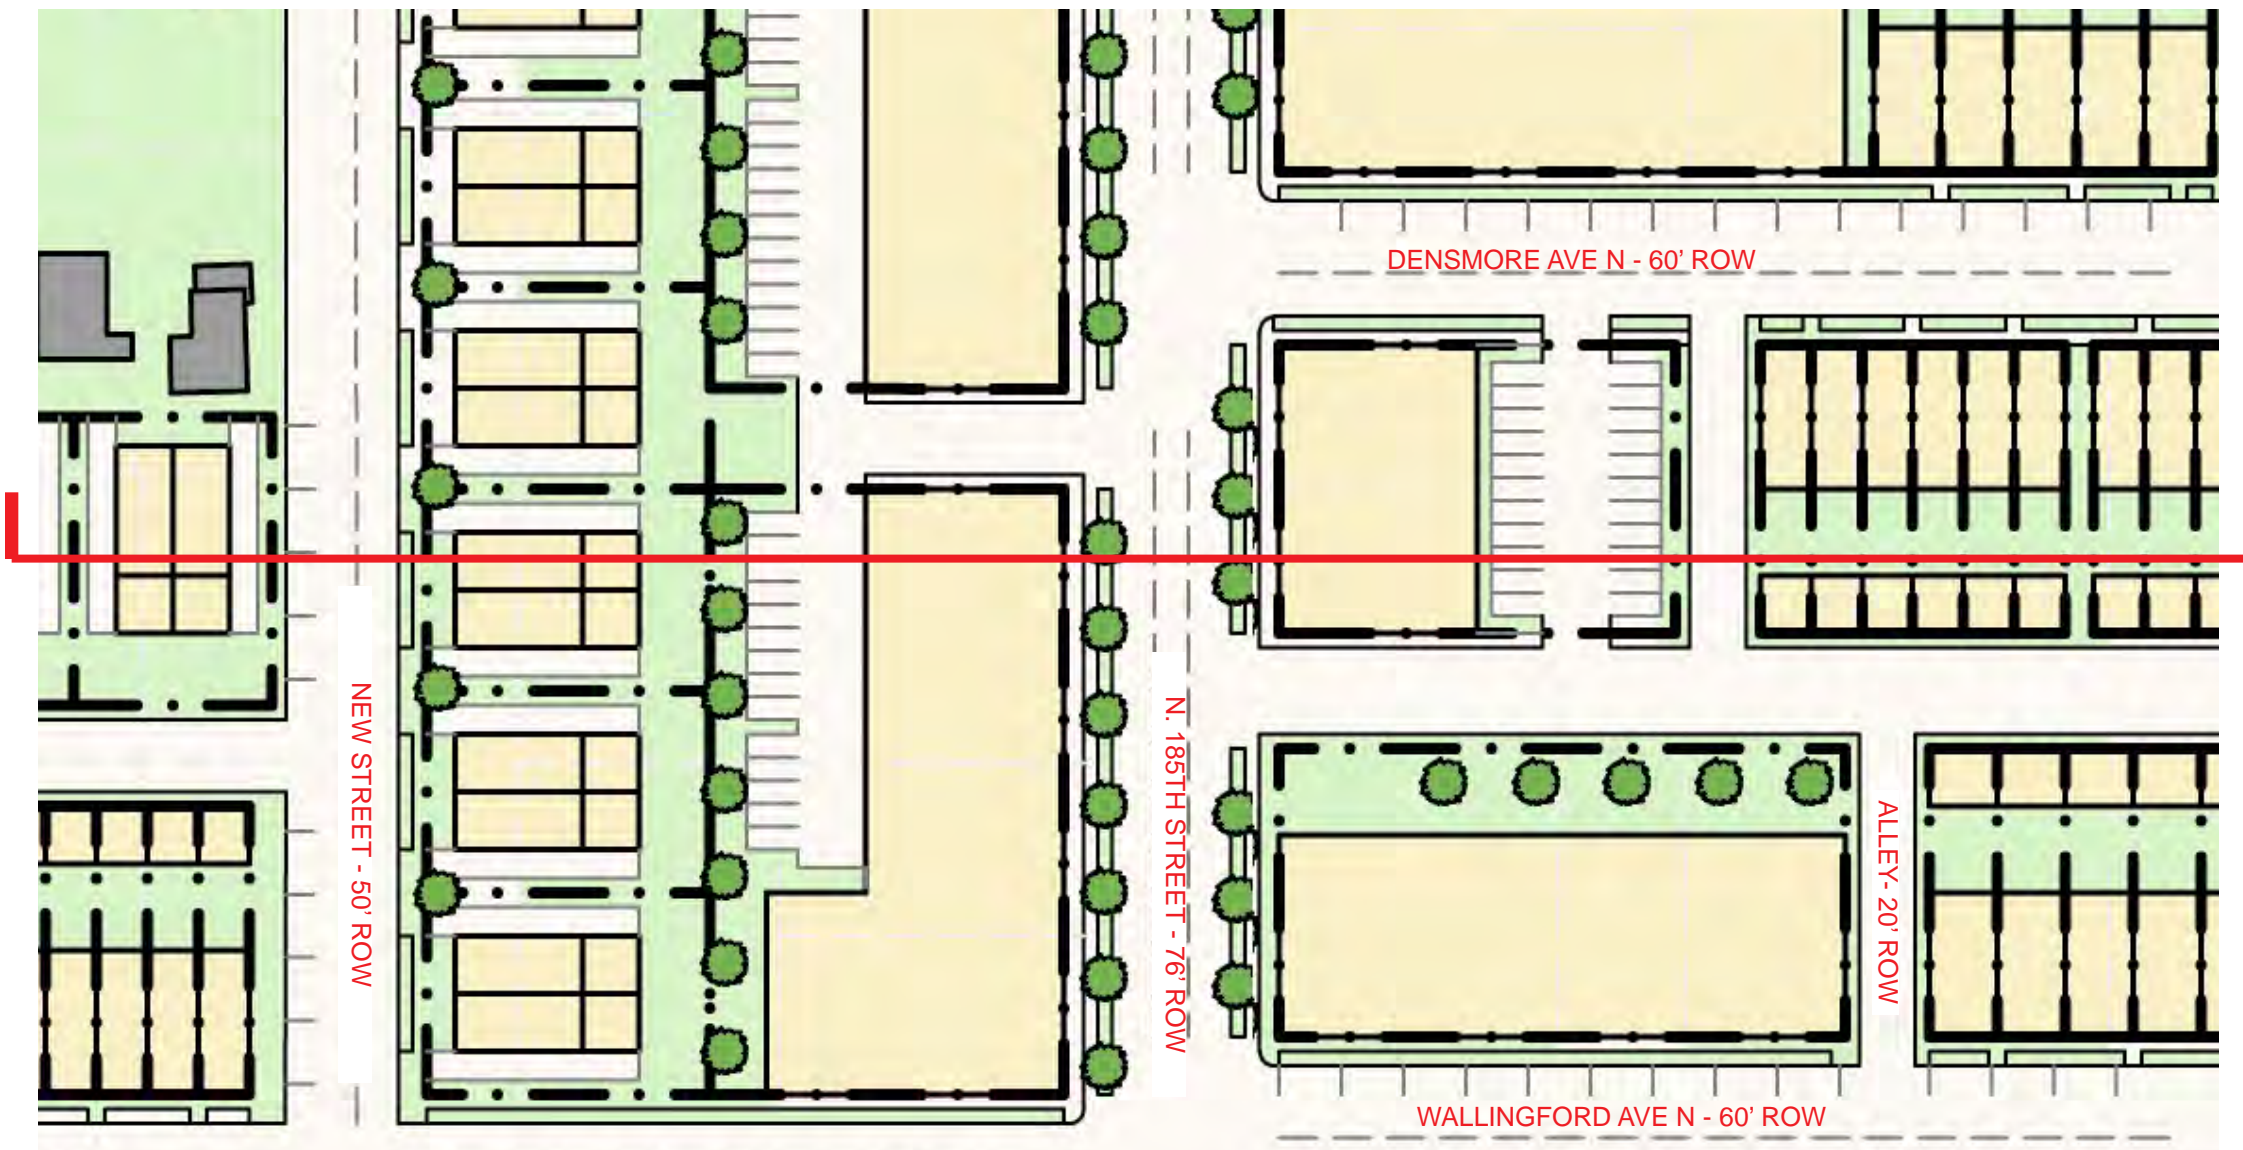 DENSMORE AVE N - 60’ ROW
NEW STREET - 50’ ROW
N. 185TH STREET - 76’ ROW
ALLEY- 20’ ROW
WALLINGFORD AVE N - 60’ ROW